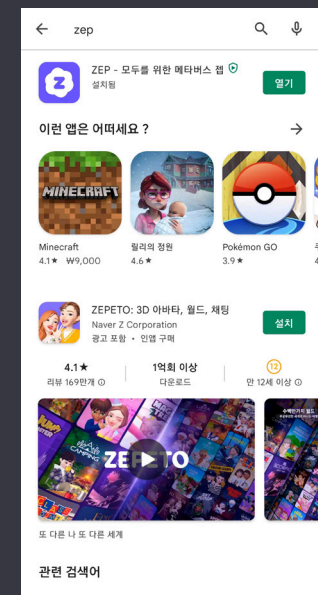 zep
ZEP - 모두를 위한 메타버스 젭
설치됨
열기
이런 앱은 어떠세요 ?
MINECRAFT
Minecraft
4.1★ ₩9,000
릴리의 정원
4.6★
Pokémon GO
3.9★
ZEPETO: 3D 아바타, 월드, 채팅
Naver Z Corporation
광고 포함 • 인앱 구매
설치
4.1★
리뷰 169만개
1억회 이상
다운로드
12
만 12세 이상
CAMPING
ZEPETO
또 다른 나 또 다른 세계
관련 검색어